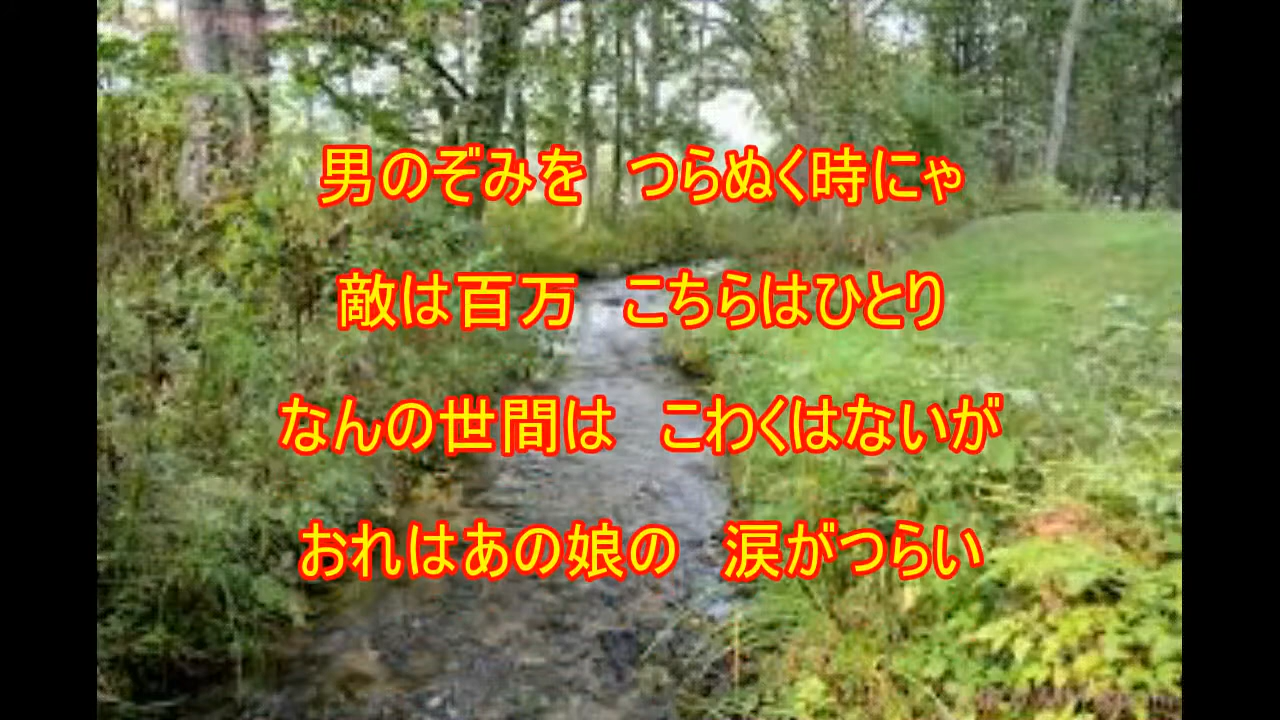 男のぞみを　つらぬく時にゃ
敵は百万　こちらはひとり
なんの世間は　こわくはないが
おれはあの娘の　涙がつらい